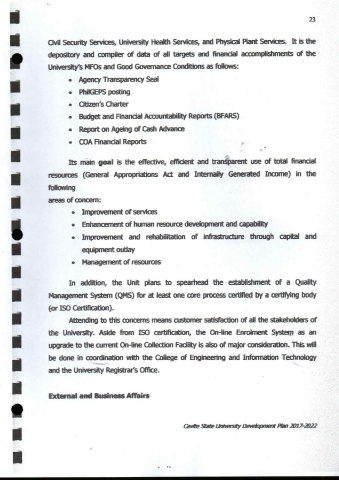 23
Civil Security Services, University Health Services, and Physical Plant Services. It is the
depository and compiler of data of all targets and financial accomplishments of the
University's MFOs and Good Governance Conditions as follows:
• Agency Transparency Seal
• PhilGEPS posting
• Citizen's Charter
• Budget and Financial Accountability Reports (BFARS)
• Report on Ageing of Cash Advance
• COA Financial Reports
Its main goal is the effective, efficient and transparent use of total financial
resources (General Appropriations Act and Internally Generated Income) in the
following
areas of concern:
• Improvement of services
• Enhancement of human resource development and capability
• Improvement and rehabilitation of infrastructure through capital and
equipment outlay
• Management of resources
In addition, the Unit plans to spearhead the establishment of a Quality
Management System (QMS) for at least one core process certified by a certifying body
(or ISO Certification).
Attending to this concerns means customer satisfaction of all the stakeholders of
the University. Aside from ISO certification, the On-line Enrolment System as an
upgrade to the current On-line Collection Facility is also of major consideration. This will
be done in coordination with the College of Engineering and Information Technology
and the University Registrar's Office.
External and Business Affairs
Cavite State University Development Plan 2017-2022